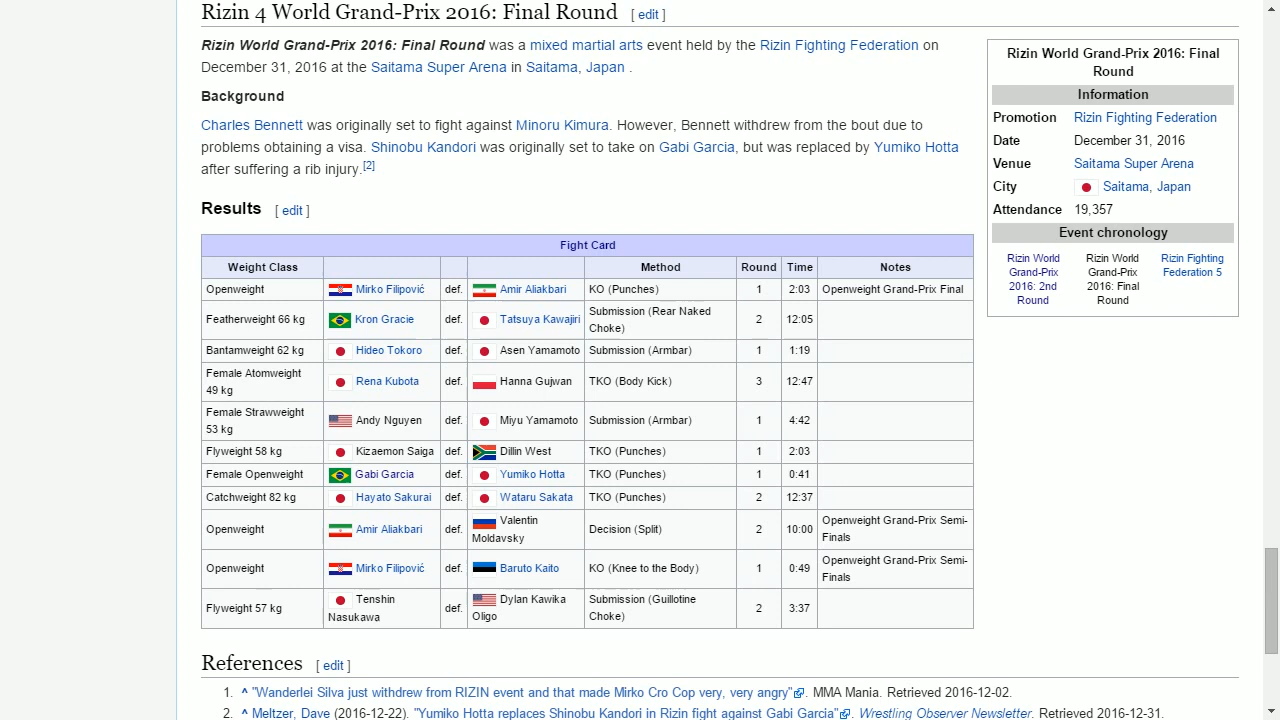 Rizin 4 World Grand-Prix 2016: Final Round [ edit ]
Rizin World Grand-Prix 2016: Final Round was a mixed martial arts event held by the Rizin Fighting Federation on
December 31, 2016 at the Saitama Super Arena in Saitama, Japan .
Background
Charles Bennett was originally set to fight against Minoru Kimura. However, Bennett withdrew from the bout due to
problems obtaining a visa. Shinobu Kandori was originally set to take on Gabi Garcia, but was replaced by Yumiko Hotta
after suffering a rib injury.[2]
Rizin World Grand-Prix 2016: Final
Round
Information
Promotion Rizin Fighting Federation
Date December 31, 2016
Venue Saitama Super Arena
City Saitama, Japan
Attendance 19,357
Event chronology
Rizin World Rizin World Rizin Fighting
Grand-Prix Grand-Prix Federation 5
2016: 2nd 2016: Final
Round Round
Results [ edit ]
Fight Card
Weight Class Method Round Time Notes
Openweight Mirko Filipović def. Amir Aliakbari KO (Punches) 1 2:03 Openweight Grand-Prix Final
Featherweight 66 kg Kron Gracie def. Tatsuya Kawajiri Submission (Rear Naked
Choke) 2 12:05
Bantamweight 62 kg Hideo Tokoro def. Asen Yamamoto Submission (Armbar) 1 1:19
Female Atomweight
49 kg Rena Kubota def. Hanna Gujwan TKO (Body Kick) 3 12:47
Female Strawweight
53 kg Andy Nguyen def. Miyu Yamamoto Submission (Armbar) 1 4:42
Flyweight 58 kg Kizaemon Saiga def. Dillin West TKO (Punches) 1 2:03
Female Openweight Gabi Garcia def. Yumiko Hotta TKO (Punches) 1 0:41
Catchweight 82 kg Hayato Sakurai def. Wataru Sakata TKO (Punches) 2 12:37
Openweight Amir Aliakbari def. Valentin
Moldavsky Decision (Split) 2 10:00 Openweight Grand-Prix Semi-
Finals
Openweight Mirko Filipović def. Baruto Kaito KO (Knee to the Body) 1 0:49 Openweight Grand-Prix Semi-
Finals
Flyweight 57 kg Tenshin
Nasukawa def. Dylan Kawika
Oligo Submission (Guillotine
Choke) 2 3:37
References [ edit ]
1. ^ "Wanderlei Silva just withdrew from RIZIN event and that made Mirko Cro Cop very, very angry". MMA Mania. Retrieved 2016-12-02.
2. ^ Meltzer, Dave (2016-12-22). "Yumiko Hotta replaces Shinobu Kandori in Rizin fight against Gabi Garcia". Wrestling Observer Newsletter. Retrieved 2016-12-31.